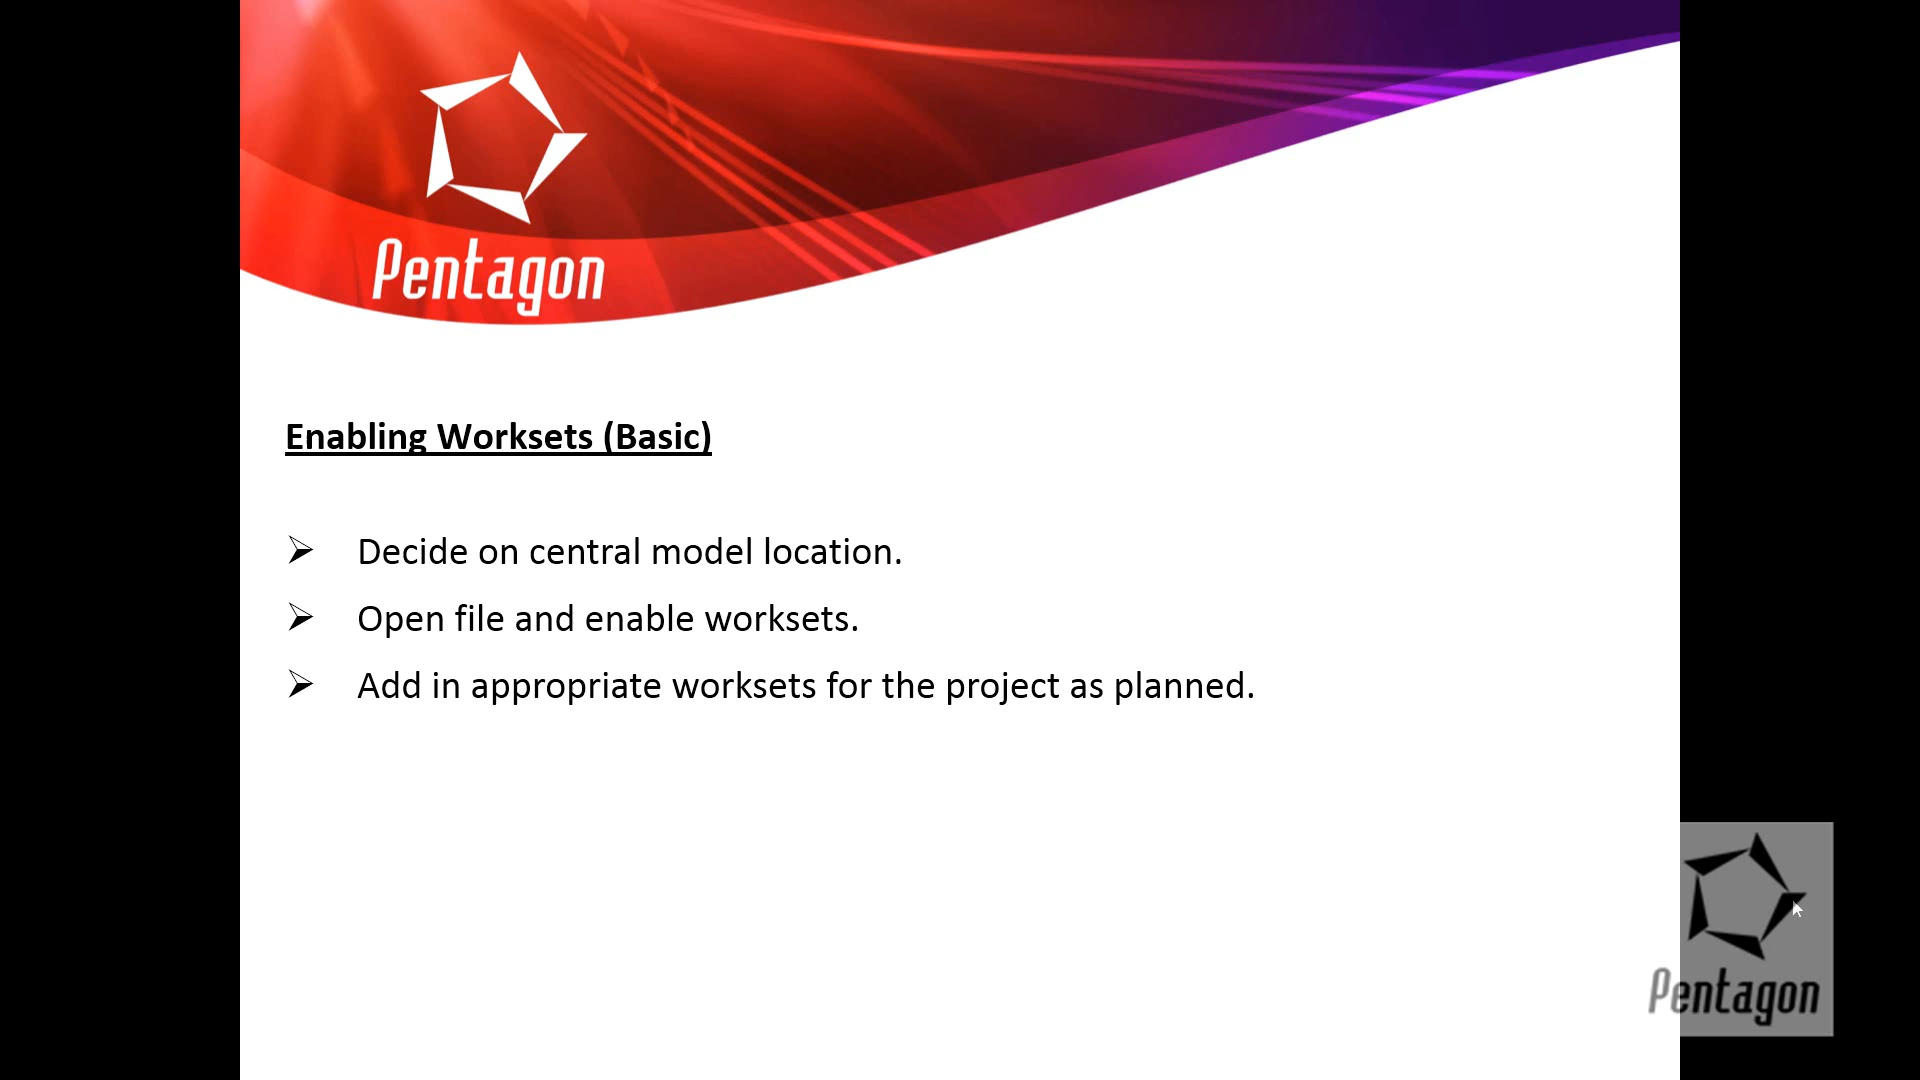 Pentagon
Enabling Worksets (Basic)
Decide on central model location.
Open file and enable worksets.
Add in appropriate worksets for the project as planned.
Pentagon